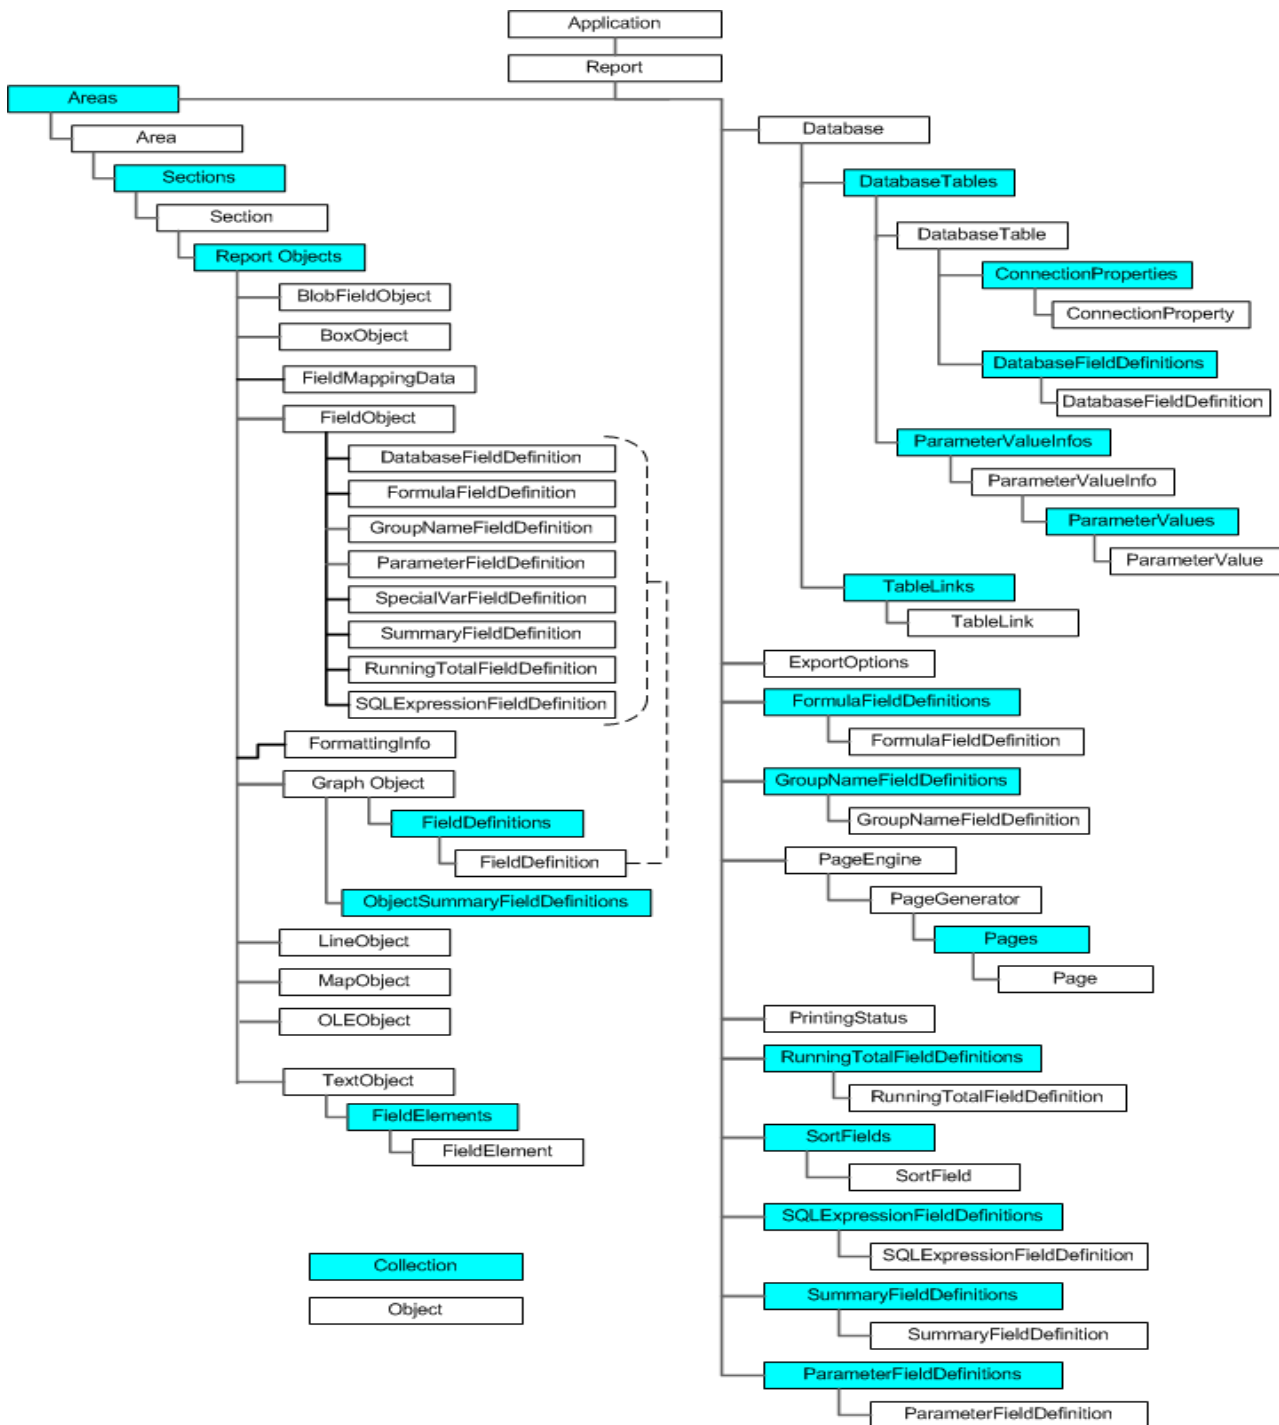 Application
Report
Areas
Area
Sections
Section
Report Objects
BlobFieldObject
BoxObject
FieldMappingData
FieldObject
DatabaseFieldDefinition
FormulaFieldDefinition
GroupNameFieldDefinition
ParameterFieldDefinition
SpecialVarFieldDefinition
SummaryFieldDefinition
RunningTotalFieldDefinition
SQLExpressionFieldDefinition
FormattingInfo
Graph Object
FieldDefinitions
FieldDefinition
ObjectSummaryFieldDefinitions
LineObject
MapObject
OLEObject
TextObject
FieldElements
FieldElement
Collection
Object
Database
DatabaseTables
DatabaseTable
ConnectionProperties
ConnectionProperty
DatabaseFieldDefinitions
DatabaseFieldDefinition
ParameterValueInfos
ParameterValueInfo
ParameterValues
ParameterValue
TableLinks
TableLink
ExportOptions
FormulaFieldDefinitions
FormulaFieldDefinition
GroupNameFieldDefinitions
GroupNameFieldDefinition
PageEngine
PageGenerator
Pages
Page
PrintingStatus
RunningTotalFieldDefinitions
RunningTotalFieldDefinition
SortFields
SortField
SQLExpressionFieldDefinitions
SQLExpressionFieldDefinition
SummaryFieldDefinitions
SummaryFieldDefinition
ParameterFieldDefinitions
ParameterFieldDefinition